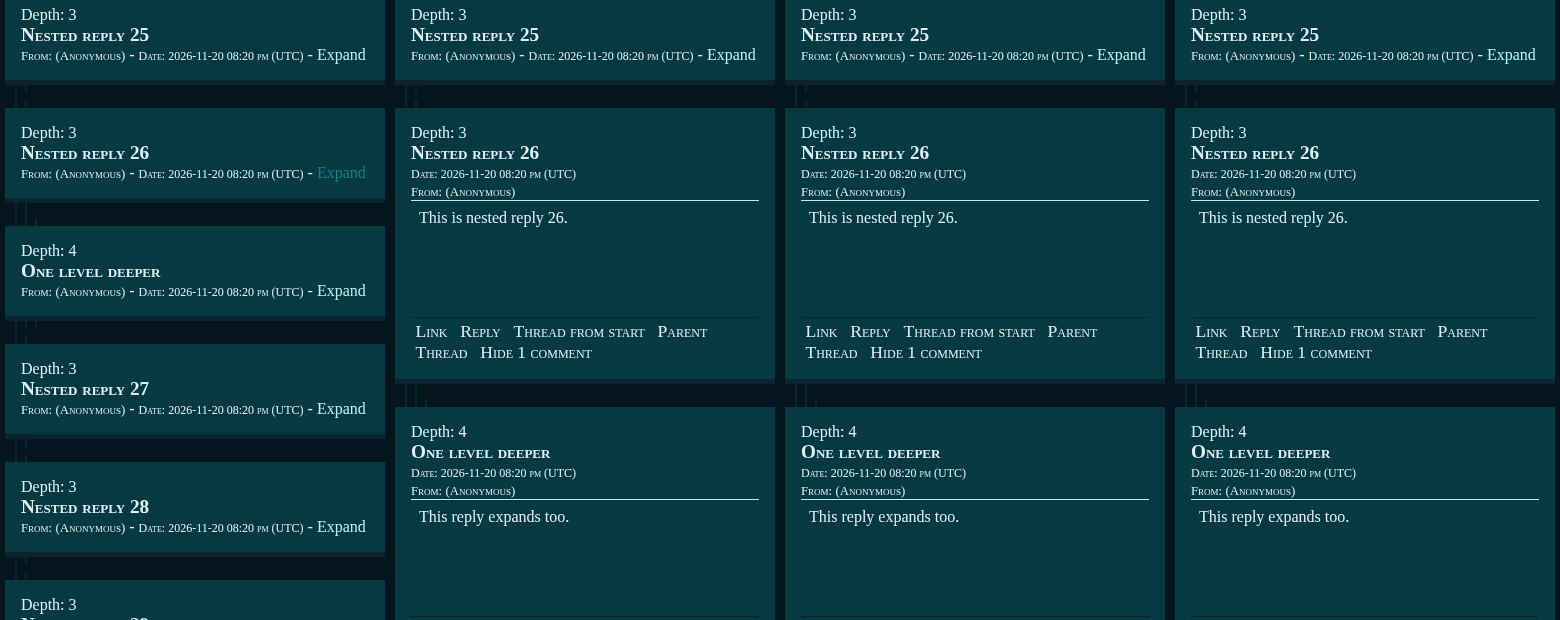 Depth: 3
Nested reply 25
From: (Anonymous) - Date: 2026-11-20 08:20 pm (UTC) - Expand
Depth: 3
Nested reply 26
From: (Anonymous) - Date: 2026-11-20 08:20 pm (UTC) - Expand
Depth: 4
One level deeper
From: (Anonymous) - Date: 2026-11-20 08:20 pm (UTC) - Expand
Depth: 3
Nested reply 27
From: (Anonymous) - Date: 2026-11-20 08:20 pm (UTC) - Expand
Depth: 3
Nested reply 28
From: (Anonymous) - Date: 2026-11-20 08:20 pm (UTC) - Expand
Depth: 3
Depth: 3
Nested reply 25
From: (Anonymous) - Date: 2026-11-20 08:20 pm (UTC) - Expand
Depth: 3
Nested reply 26
Date: 2026-11-20 08:20 pm (UTC)
From: (Anonymous)
This is nested reply 26.
Link Reply Thread from start Parent
Thread Hide 1 comment
Depth: 4
One level deeper
Date: 2026-11-20 08:20 pm (UTC)
From: (Anonymous)
This reply expands too.
Depth: 3
Nested reply 25
From: (Anonymous) - Date: 2026-11-20 08:20 pm (UTC) - Expand
Depth: 3
Nested reply 26
Date: 2026-11-20 08:20 pm (UTC)
From: (Anonymous)
This is nested reply 26.
Link Reply Thread from start Parent
Thread Hide 1 comment
Depth: 4
One level deeper
Date: 2026-11-20 08:20 pm (UTC)
From: (Anonymous)
This reply expands too.
Depth: 3
Nested reply 25
From: (Anonymous) - Date: 2026-11-20 08:20 pm (UTC) - Expand
Depth: 3
Nested reply 26
Date: 2026-11-20 08:20 pm (UTC)
From: (Anonymous)
This is nested reply 26.
Link Reply Thread from start Parent
Thread Hide 1 comment
Depth: 4
One level deeper
Date: 2026-11-20 08:20 pm (UTC)
From: (Anonymous)
This reply expands too.